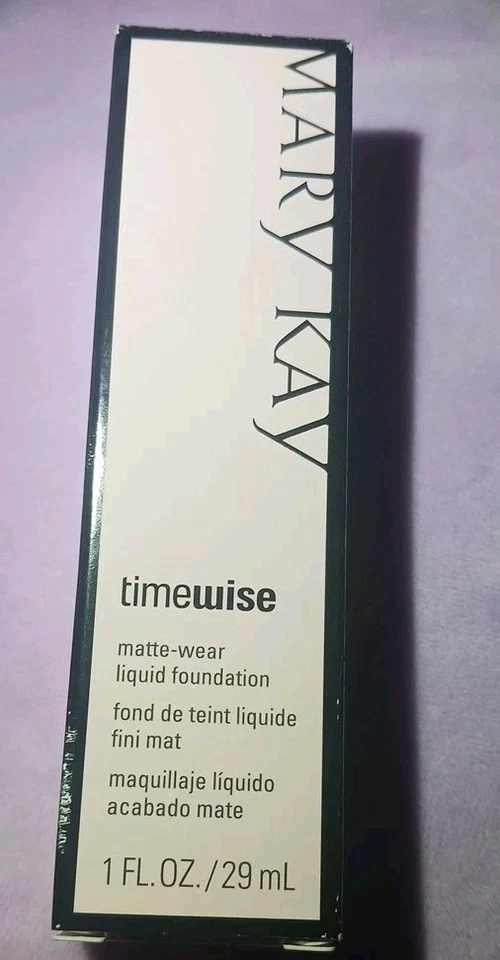 MARY KAY
timewise
matte-wear
liquid foundation
fond de teint liquide
fini mat
maquillaje líquido
acabado mate
1 FL.OZ./29 mL